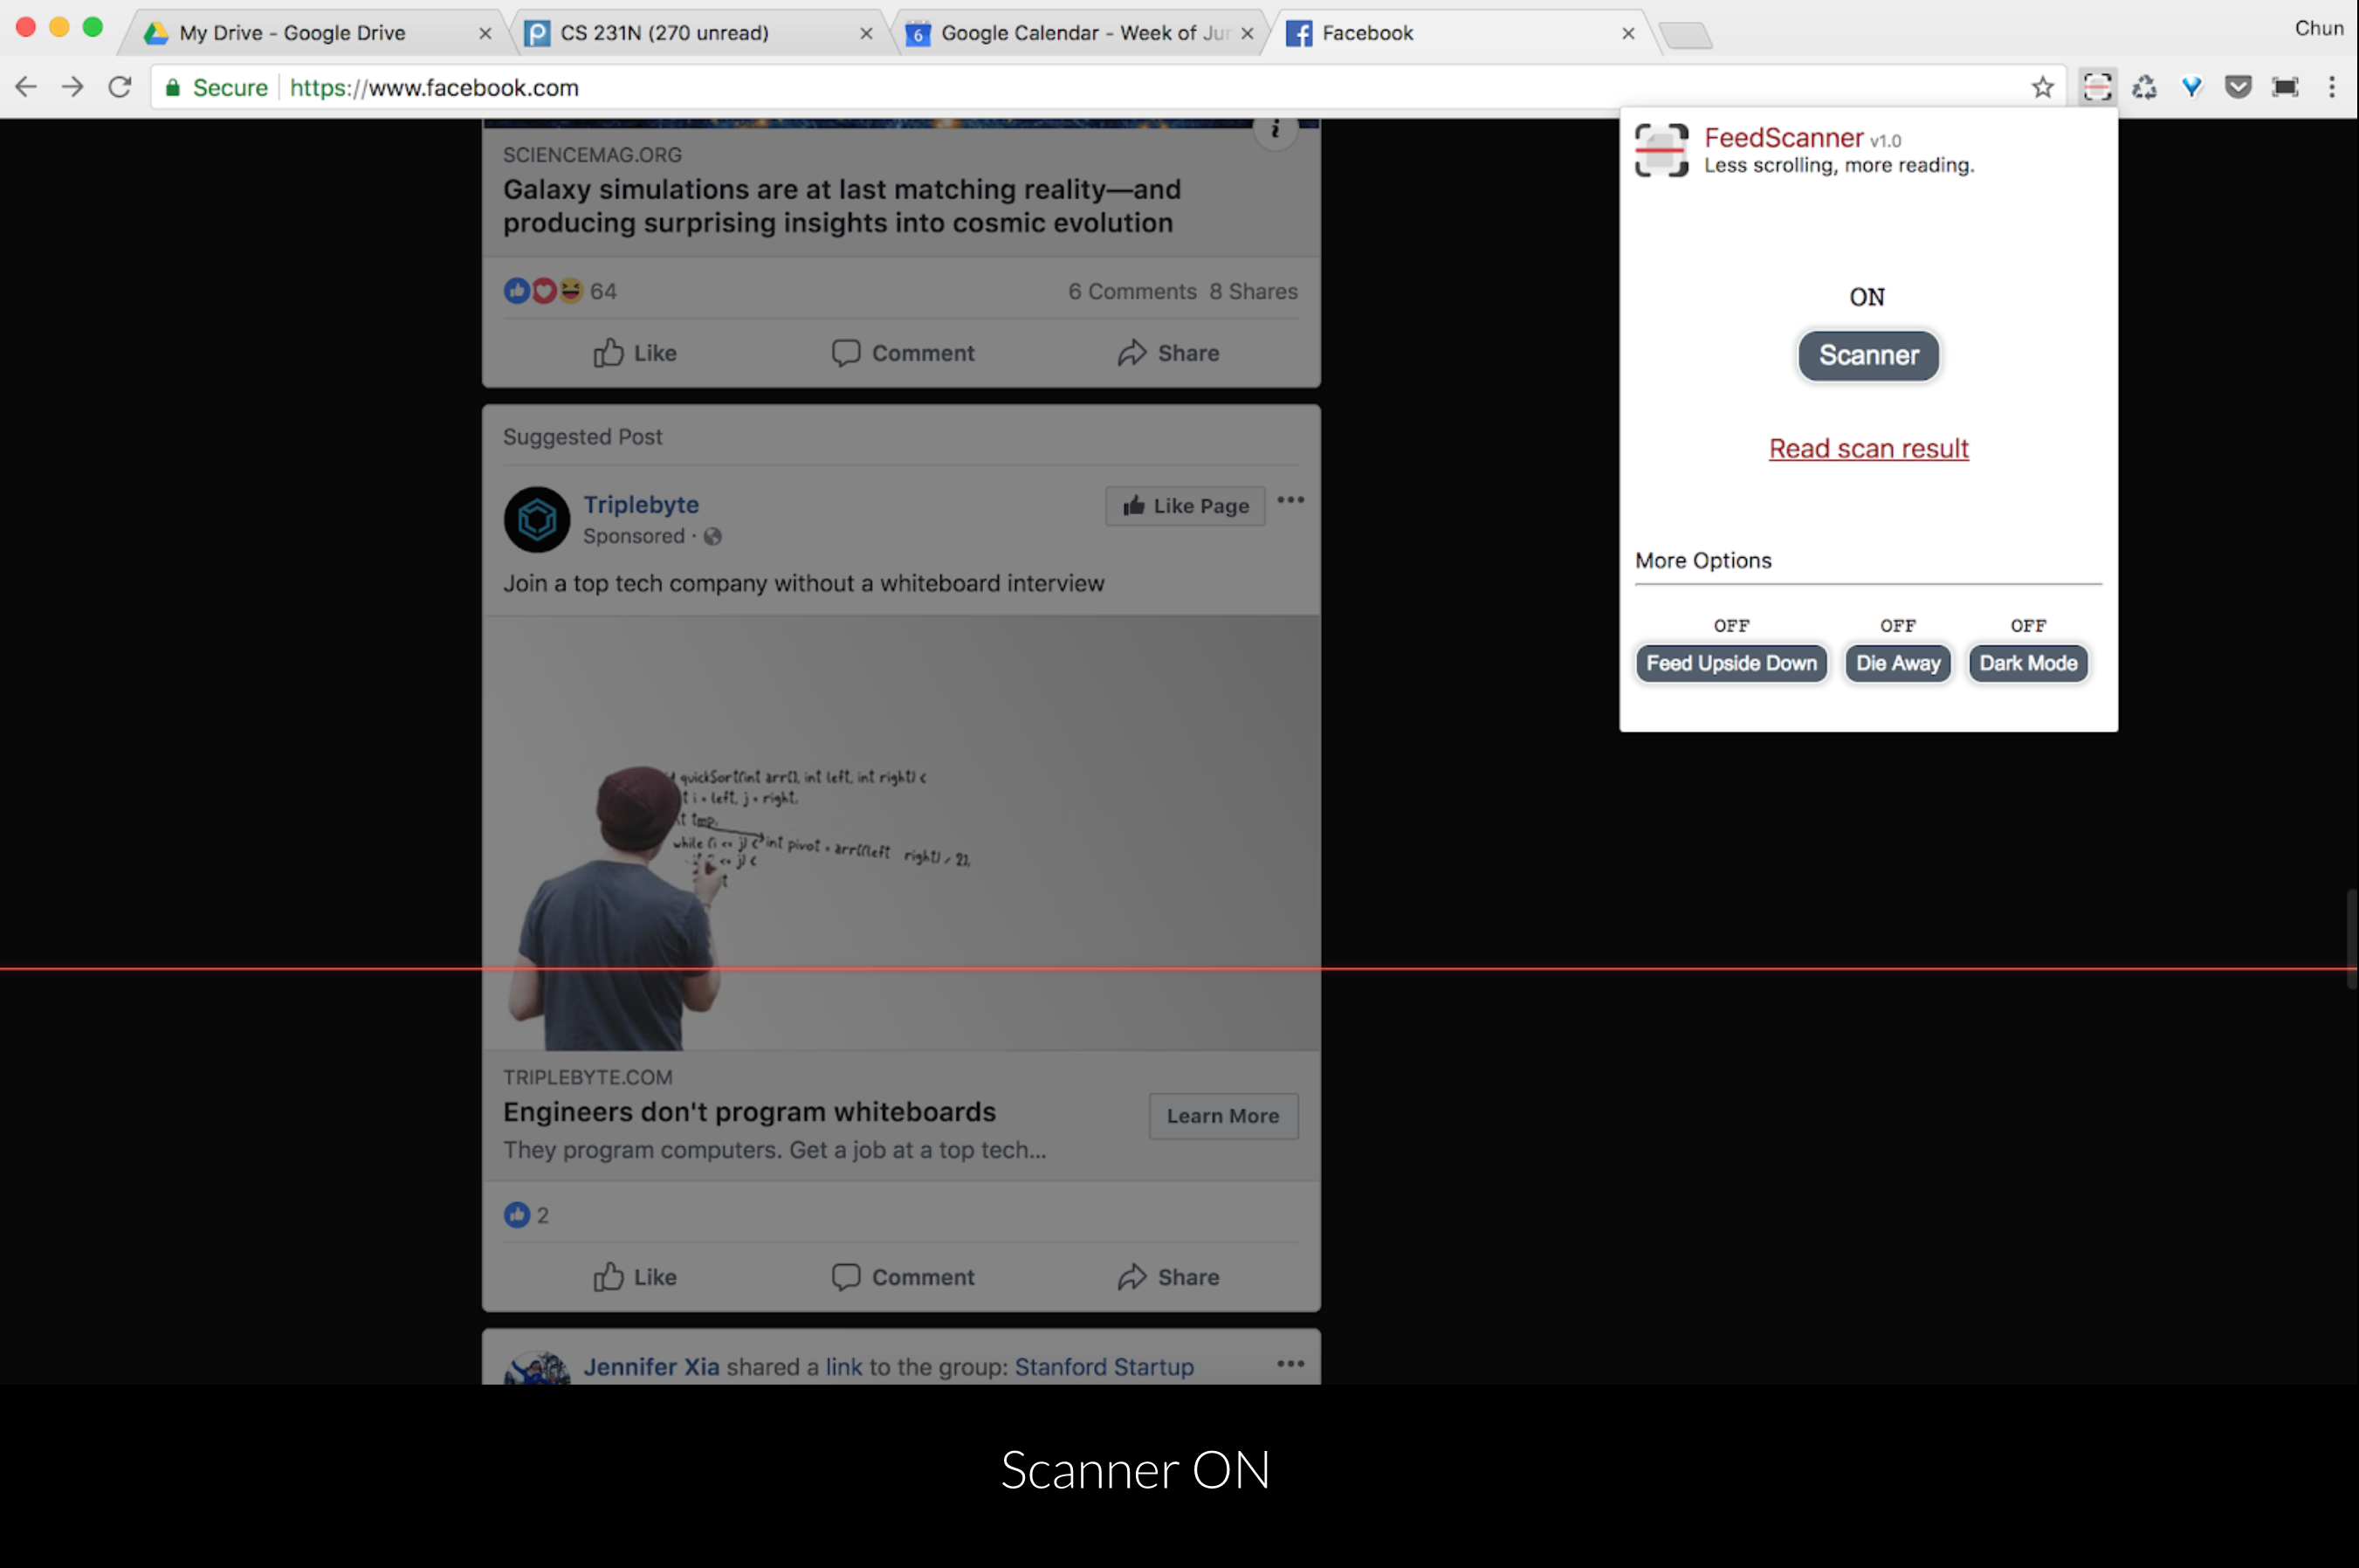 My Drive - Google Drive
CS 231N (270 unread)
6
Google Calendar - Week of Jun
Facebook
Chun
Secure
https://www.facebook.com
SCIENCEMAG.ORG
Galaxy simulations are at last matching reality—and
producing surprising insights into cosmic evolution
64
6 Comments 8 Shares
Like
Comment
Share
Suggested Post
Triplebyte
Like Page
Sponsored ·
Join a top tech company without a whiteboard interview
quickSort(int arr[], int left, int right) {
i = left, j = right,
tmp,
while (i <= j) {
int pivot = arr[(left right) / 2],
TRIPLEBYTE.COM
Engineers don't program whiteboards
They program computers. Get a job at a top tech...
Learn More
2
Like
Comment
Share
Jennifer Xia shared a link to the group: Stanford Startup
FeedScanner v1.0
Less scrolling, more reading.
ON
Scanner
Read scan result
More Options
OFF
OFF
OFF
Feed Upside Down
Die Away
Dark Mode
Scanner ON